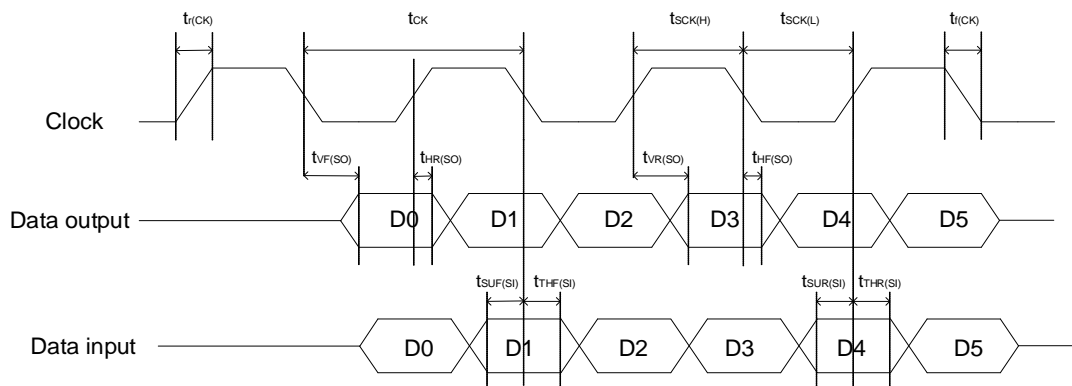 tr(CK) tCK tSCK(H) tSCK(L) tf(CK)
Clock
tVF(SO) tHR(SO) tVR(SO) tHF(SO)
Data output D0 D1 D2 D3 D4 D5
tSUF(SI) tTHF(SI) tSUR(SI) tTHR(SI)
Data input D0 D1 D2 D3 D4 D5